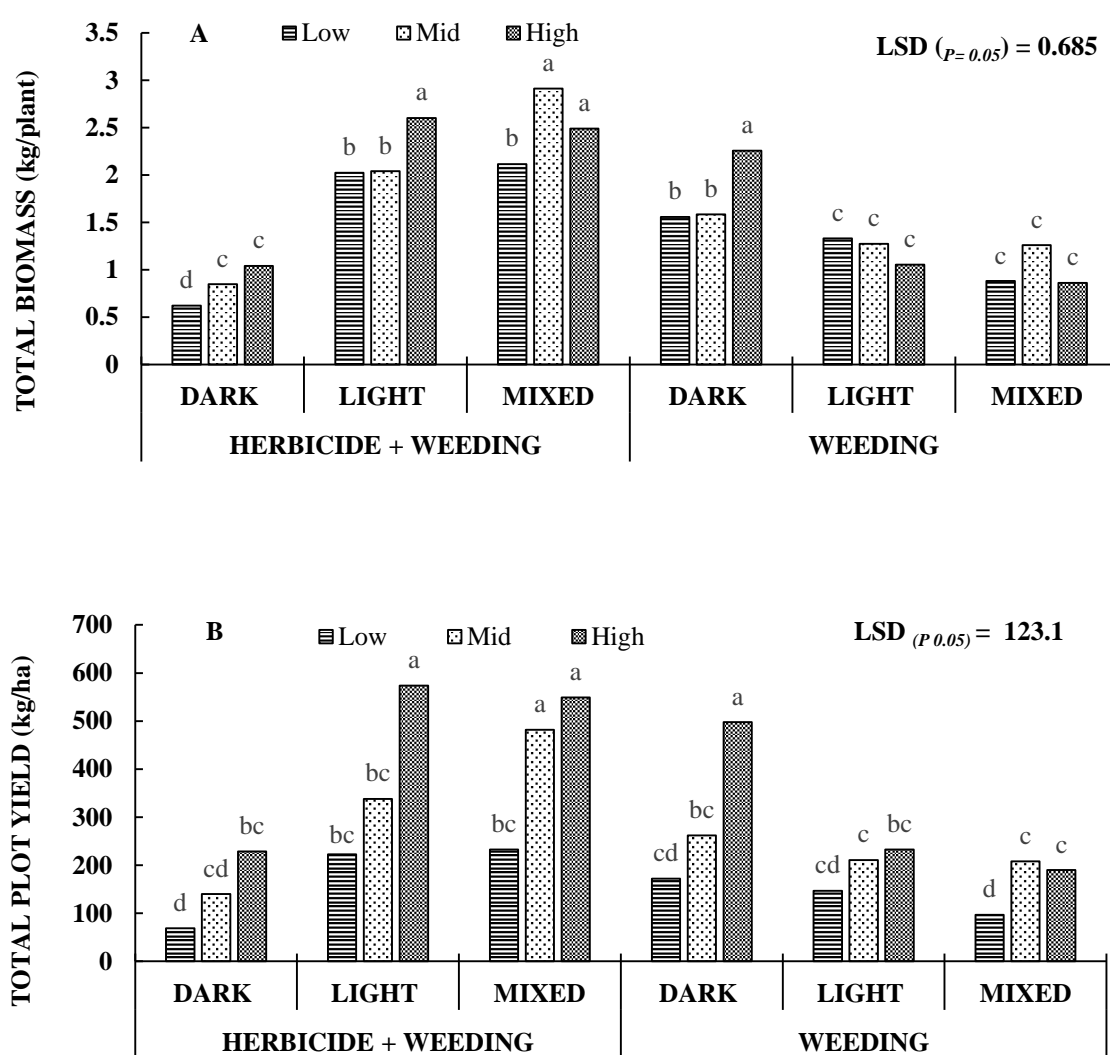 A Low Mid High
LSD (P= 0.05) = 0.685
TOTAL BIOMASS (kg/plant)
3.5
3
2.5
2
1.5
1
0.5
0
d c c b b a b a a b b a c c c c c c
DARK LIGHT MIXED DARK LIGHT MIXED
HERBICIDE + WEEDING WEEDING
B Low Mid High
LSD (P 0.05) = 123.1
TOTAL PLOT YIELD (kg/ha)
700
600
500
400
300
200
100
0
d cd bc bc bc a bc a a cd bc a cd c bc d c c
DARK LIGHT MIXED DARK LIGHT MIXED
HERBICIDE + WEEDING WEEDING